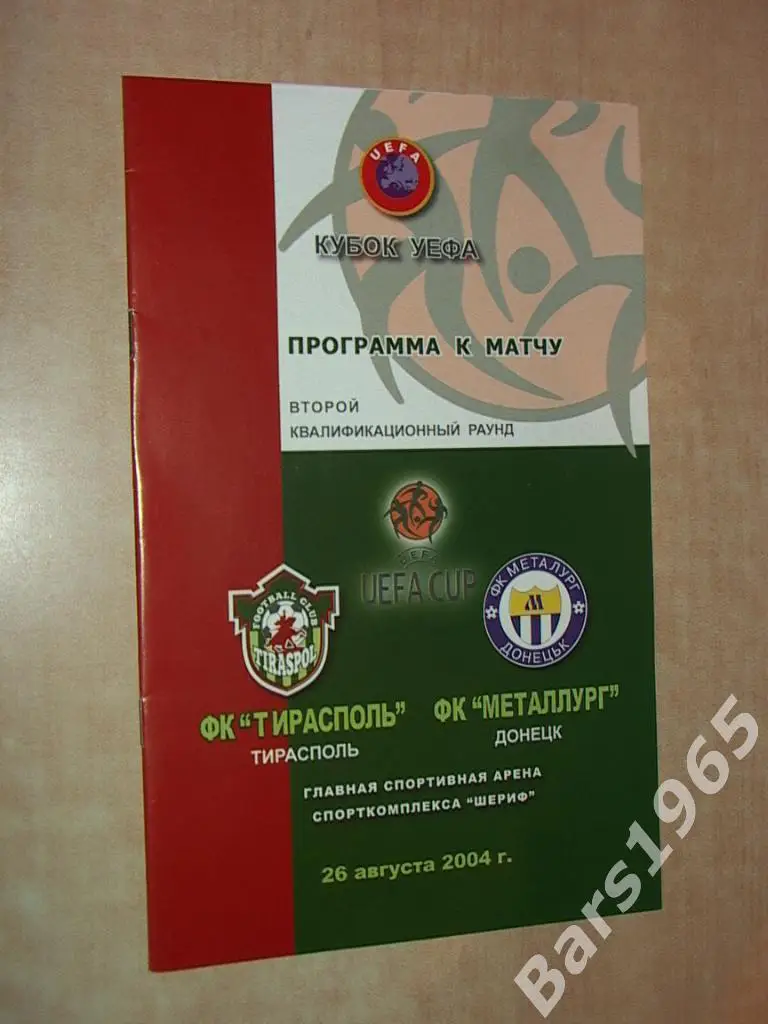 UEFA
КУБОК УЕФА
ПРОГРАММА К МАТЧУ
ВТОРОЙ
КВАЛИФИКАЦИОННЫЙ РАУНД
UEFA
UEFA CUP
FOOTBALL CLUB
TIRASPOL
ФК МЕТАЛУРГ
М
ДОНЕЦЬК
ФК "ТИРАСПОЛЬ"
ТИРАСПОЛЬ
ФК "МЕТАЛЛУРГ"
ДОНЕЦК
ГЛАВНАЯ СПОРТИВНАЯ АРЕНА
СПОРТКОМПЛЕКСА "ШЕРИФ"
26 августа 2004 г.
Bars1965